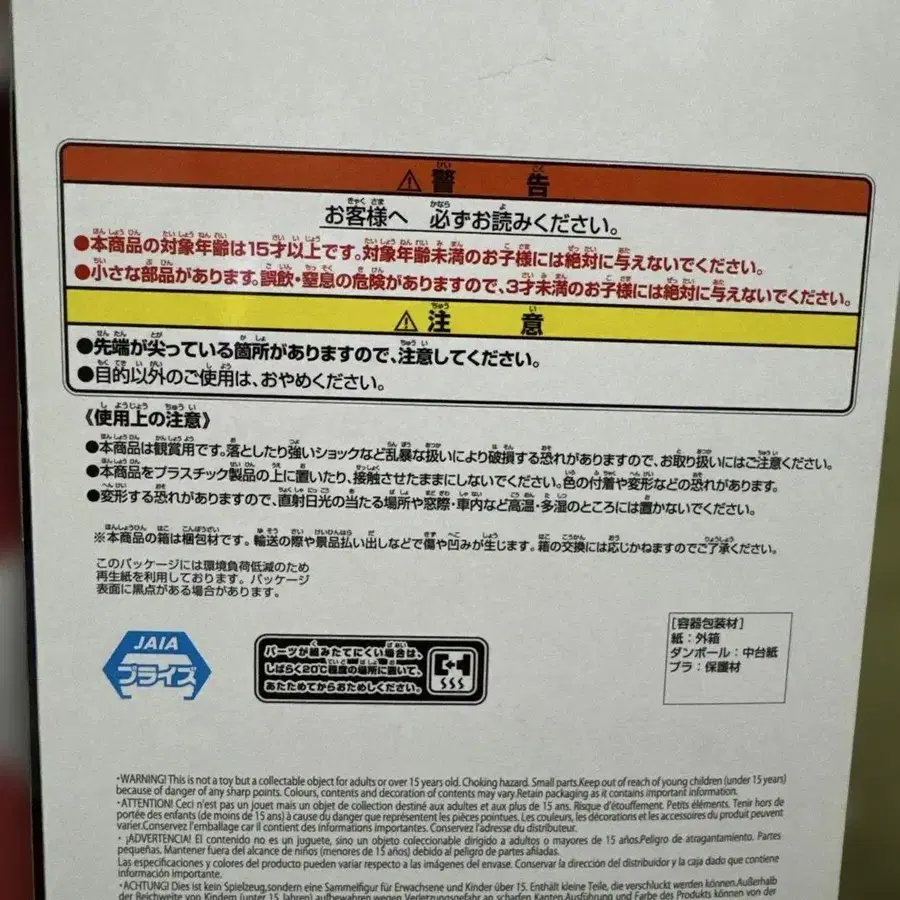 ⚠警告
お客様へ 必ずお読みください。
●本商品の対象年齢は15才以上です。対象年齢未満のお子様には絶対に与えないでください。
●小さな部品があります。誤飲・窒息の危険がありますので、3才未満のお子様には絶対に与えないでください。
⚠注意
●先端が尖っている箇所がありますので、注意してください。
●目的以外のご使用は、おやめください。
《使用上の注意》
●本商品は観賞用です。落としたり強いショックなど乱暴な扱いにより破損する恐れがありますので、お取り扱いにはご注意ください。
●本商品をプラスチック製品の上に置いたり、接触させたままにしないでください。色の付着や変形などの恐れがあります。
●変形する恐れがありますので、直射日光の当たる場所や窓際・車内など高温・多湿のところには置かないでください。
※本商品の箱は梱包材です。輸送の際や景品払い出しなどで傷や凹みが生じます。箱の交換には応じかねますのでご了承ください。
このパッケージには環境負荷低減のため
再生紙を利用しております。パッケージ
表面に黒点がある場合があります。
JAIA
プライズ
パーツが組みたてにくい場合は、
しばらく20℃程度の場所に置いて、
あたためてからおためしください。
[容器包装材]
紙:外箱
ダンボール:中台紙
プラ:保護材
・WARNING! This is not a toy but a collectable object for adults or over 15 years old. Choking hazard. Small parts.Keep out of reach of young children (under 15 years)
because of danger of any sharp points. Colours, contents and decoration of contents may vary.Retain packaging as it contains important information.
・ATTENTION! Ceci n'est pas un jouet mais un objet de collection destiné aux adultes et aux plus de 15 ans. Risque d'étouffement. Petits éléments. Tenir hors de
portée des enfants (de moins de 15 ans) à cause du danger que représentent les pièces pointues. Les couleurs, les décorations et les accessoires du produit peuvent
varier.Conservez l'emballage car il contient des informations importantes. Conservez l'adresse du distributeur.
・¡ADVERTENCIA! El contenido no es un juguete, sino un objeto coleccionable dirigido a adultos o mayores de 15 años.Peligro de atragantamiento. Partes
pequeñas. Mantener fuera del alcance de niños (menores de 15 años) debido al peligro de partes afiladas.
Las especificaciones y colores del producto pueden variar respecto a las imágenes del envase. Conservar la dirección del distribuidor y la caja dado que contiene
información importante.
・ACHTUNG! Dies ist kein Spielzeug,sondern eine Sammelfigur für Erwachsene und Kinder über 15. Enthält kleine Teile, die verschluckt werden können.Außerhalb
der Reichweite von Kindern (unter 15 Jahren) aufbewahren wegen Verletzungsgefahr an scharfen Kanten.Ausführung und Farbe des Produkts können von der